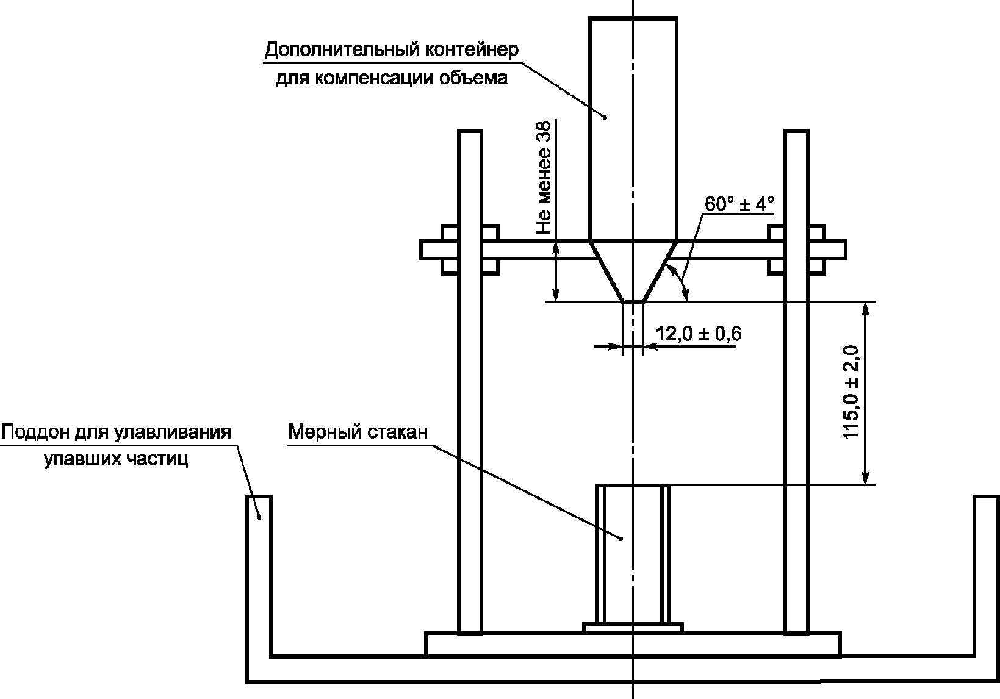 Дополнительный контейнер
для компенсации объема
Не менее 38
60° ± 4°
12,0 ± 0,6
115,0 ± 2,0
Поддон для улавливания
упавших частиц
Мерный стакан